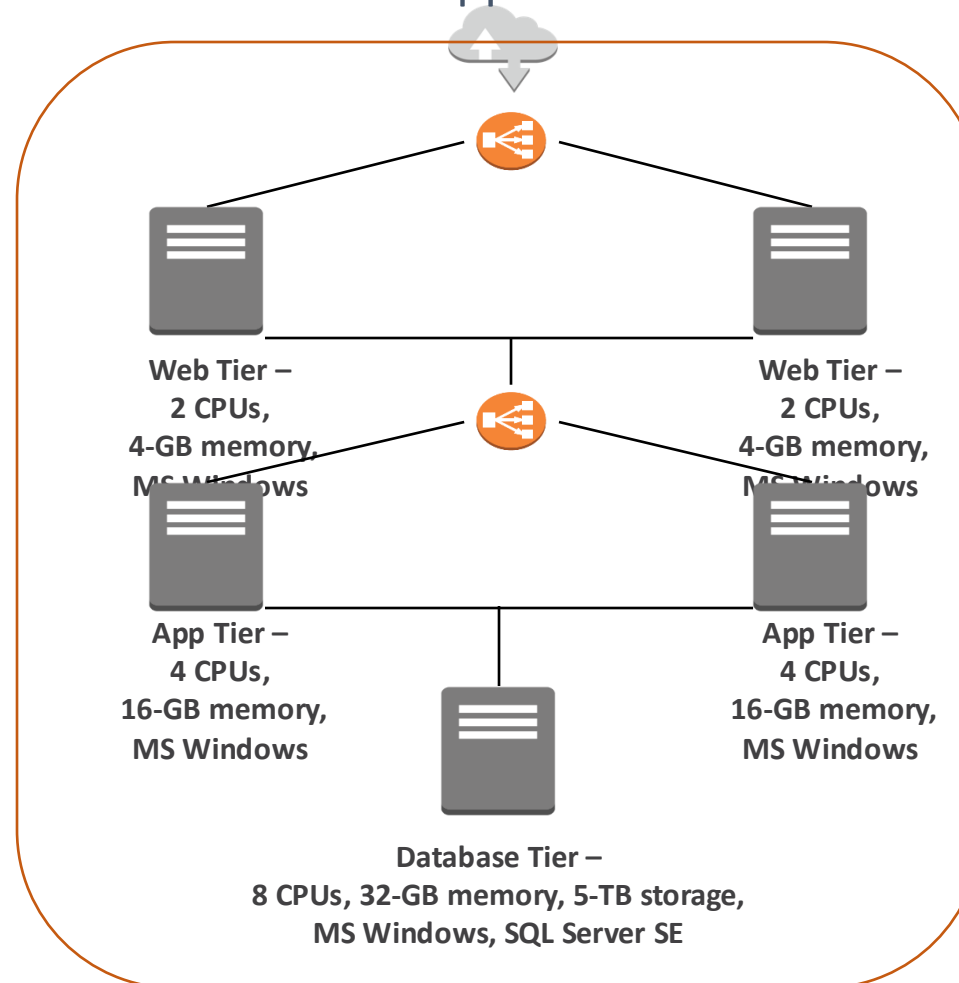 Web Tier –
2 CPUs,
4-GB memory,
MS Windows
Web Tier –
2 CPUs,
4-GB memory,
MS Windows
App Tier –
4 CPUs,
16-GB memory,
MS Windows
App Tier –
4 CPUs,
16-GB memory,
MS Windows
Database Tier –
8 CPUs, 32-GB memory, 5-TB storage,
MS Windows, SQL Server SE